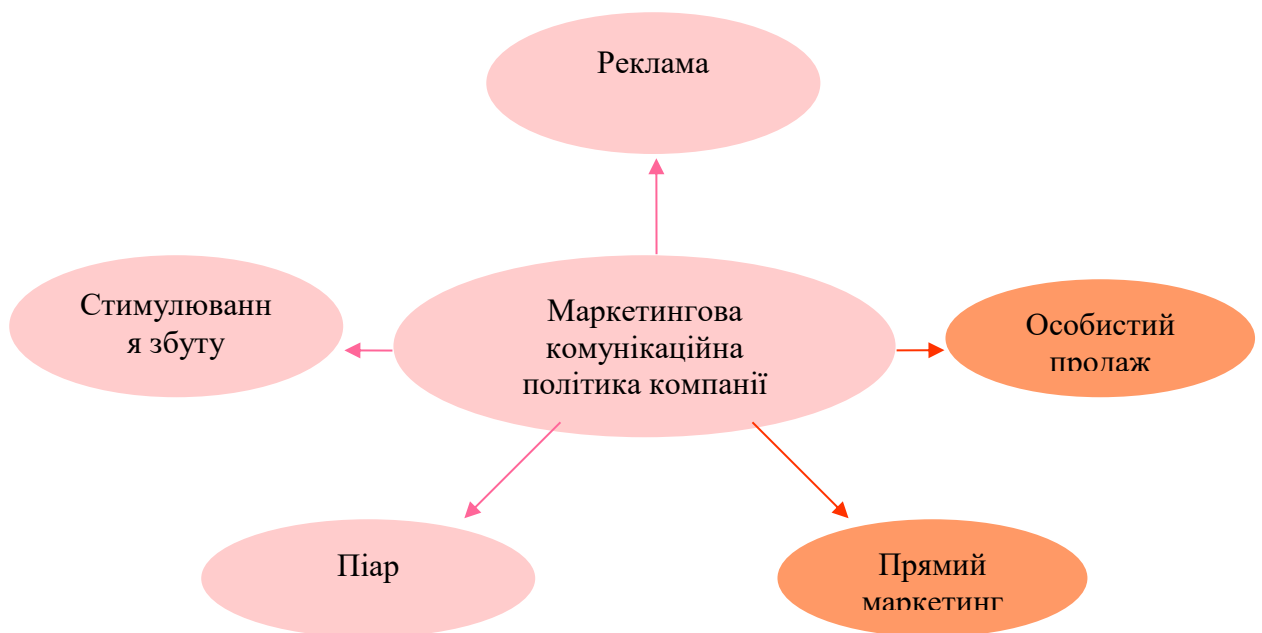 Реклама
Стимулюванн
я збуту
Маркетингова
комунікаційна
політика компанії
Особистий
продаж
Піар
Прямий
маркетинг